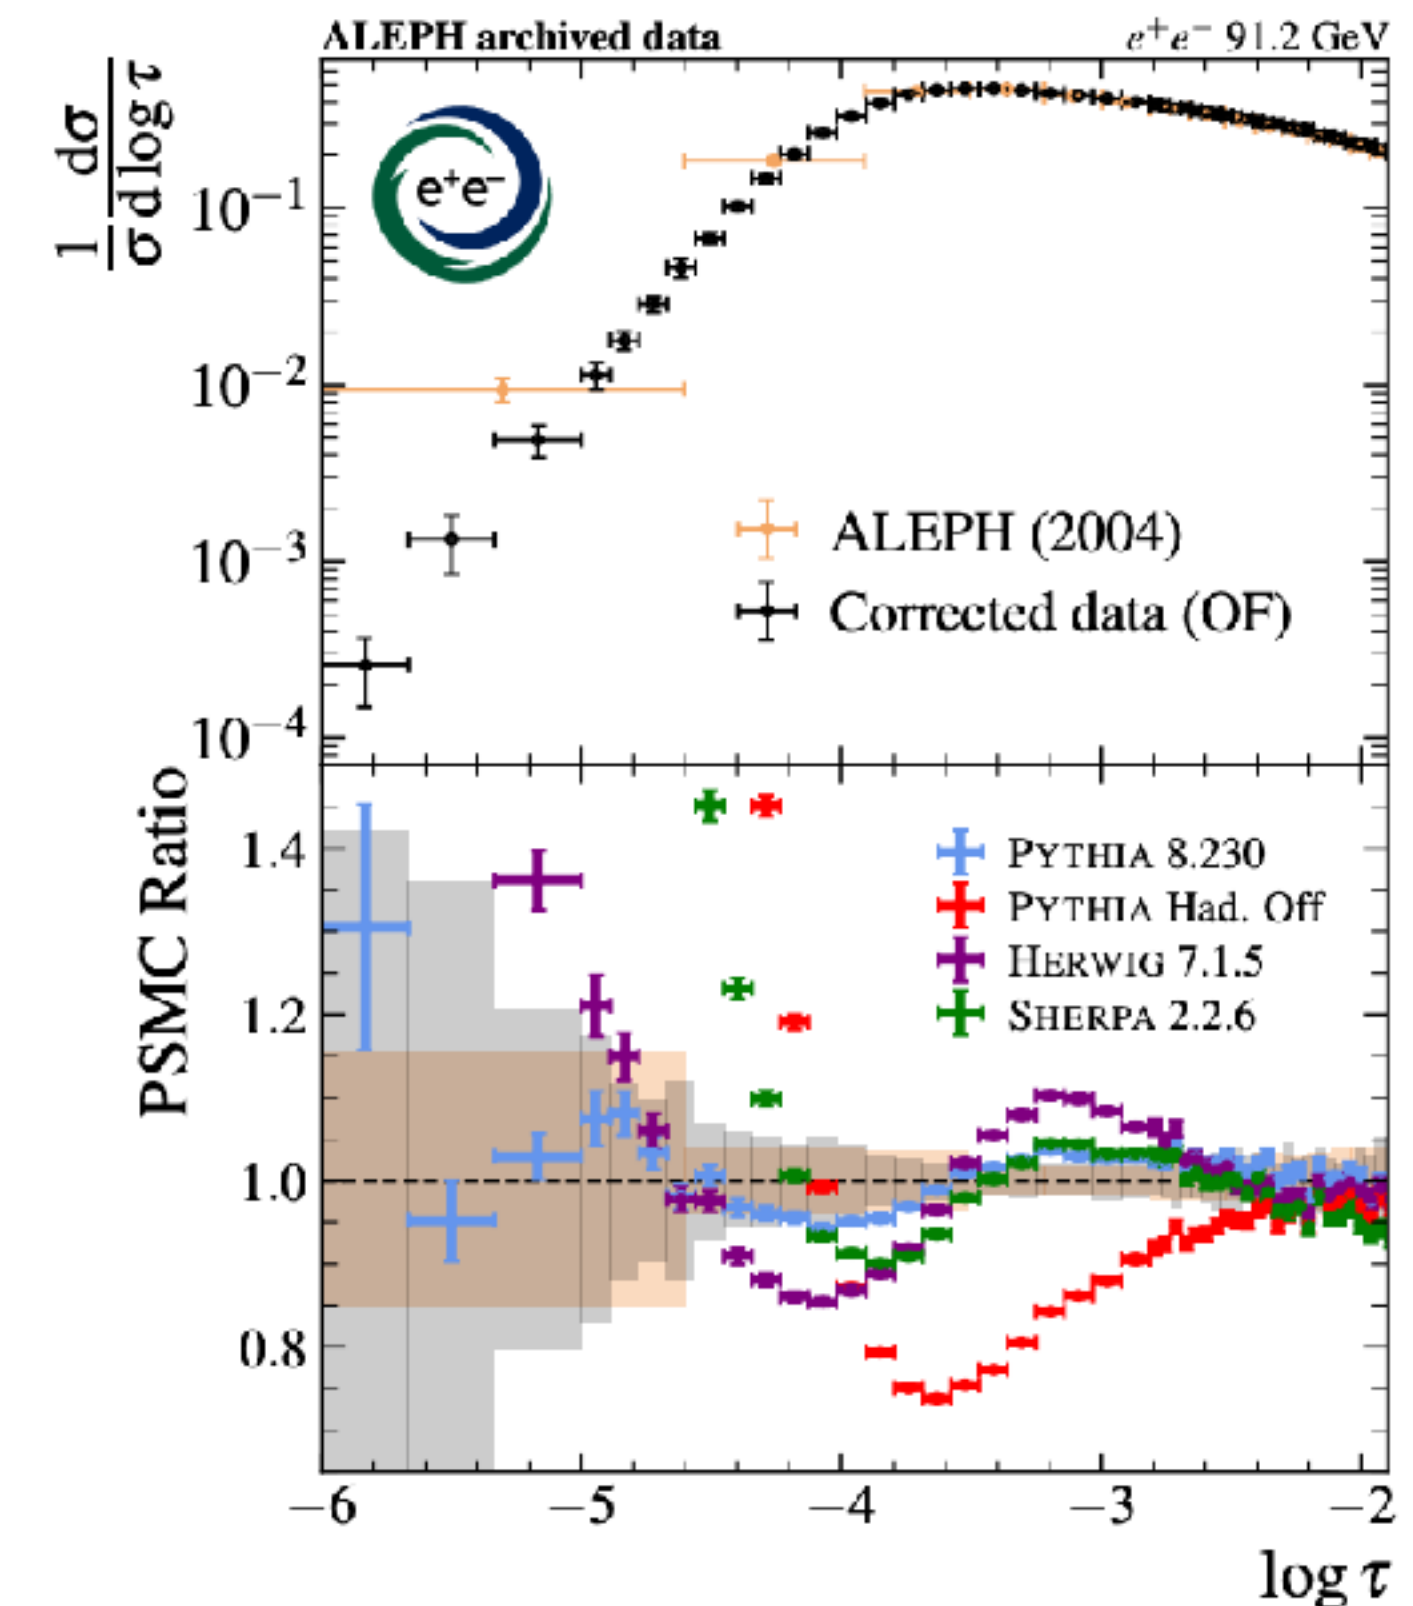 ALEPH archived data e⁺e⁻ 91.2 GeV
1/σ dσ/d log τ
e⁺e⁻
10⁻¹
10⁻²
10⁻³
10⁻⁴
ALEPH (2004)
Corrected data (OF)
PSMC Ratio
1.4
1.2
1.0
0.8
PYTHIA 8.230
PYTHIA Had. Off
HERWIG 7.1.5
SHERPA 2.2.6
−6 −5 −4 −3 −2
log τ